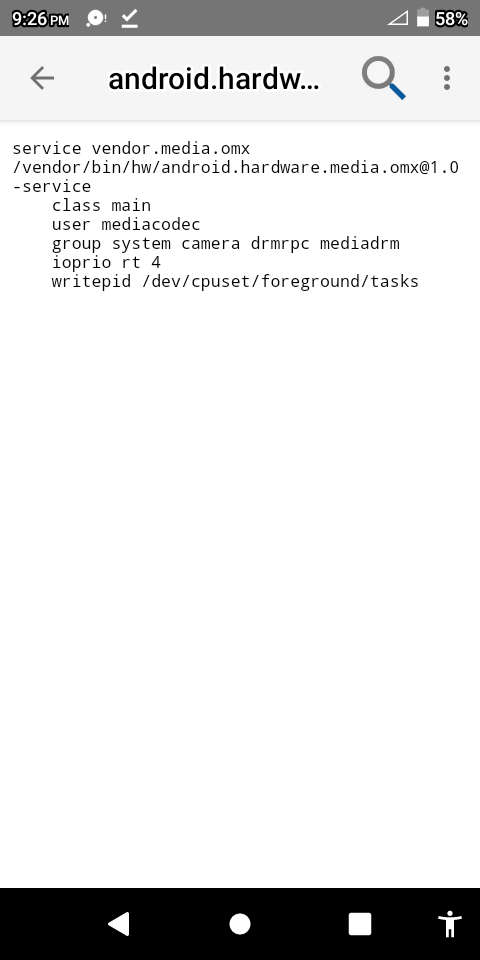 9:26 PM
58%
android.hardw...
service vendor.media.omx
/vendor/bin/hw/android.hardware.media.omx@1.0
-service
    class main
    user mediacodec
    group system camera drmrpc mediadrm
    ioprio rt 4
    writepid /dev/cpuset/foreground/tasks